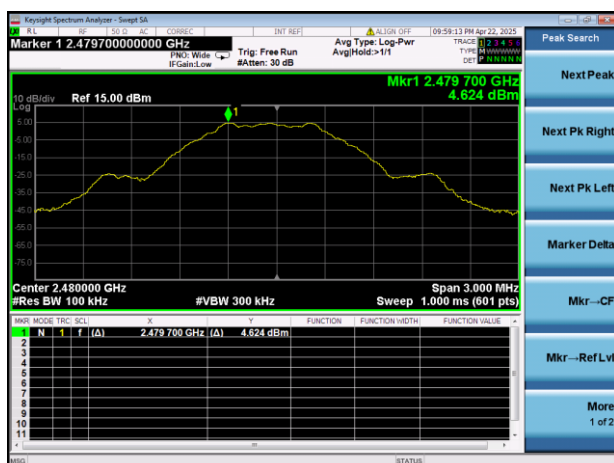 Keysight Spectrum Analyzer - Swept SA
RL RF 50 Ω AC CORREC INT REF ALIGN OFF 09:59:13 PM Apr 22, 2025
Marker 1 2.479700000000 GHz
PNO: Wide
IFGain:Low
Trig: Free Run
#Atten: 30 dB
Avg Type: Log-Pwr
Avg|Hold:>1/1
TRACE 1 2 3 4 5 6
TYPE M W W W W W
DET P N N N N N
Mkr1 2.479 700 GHz
4.624 dBm
10 dB/div Ref 15.00 dBm
Log
1
5.00
-5.00
-15.0
-25.0
-35.0
-45.0
-55.0
-65.0
-75.0
Center 2.480000 GHz Span 3.000 MHz
#Res BW 100 kHz #VBW 300 kHz Sweep 1.000 ms (601 pts)
MKR MODE TRC SCL X Y FUNCTION FUNCTION WIDTH FUNCTION VALUE
1 N 1 f (Δ) 2.479 700 GHz (Δ) 4.624 dBm
2
3
4
5
6
7
8
9
10
11
MSG STATUS
Peak Search
Next Peak
Next Pk Right
Next Pk Left
Marker Delta
Mkr→CF
Mkr→Ref Lvl
More
1 of 2